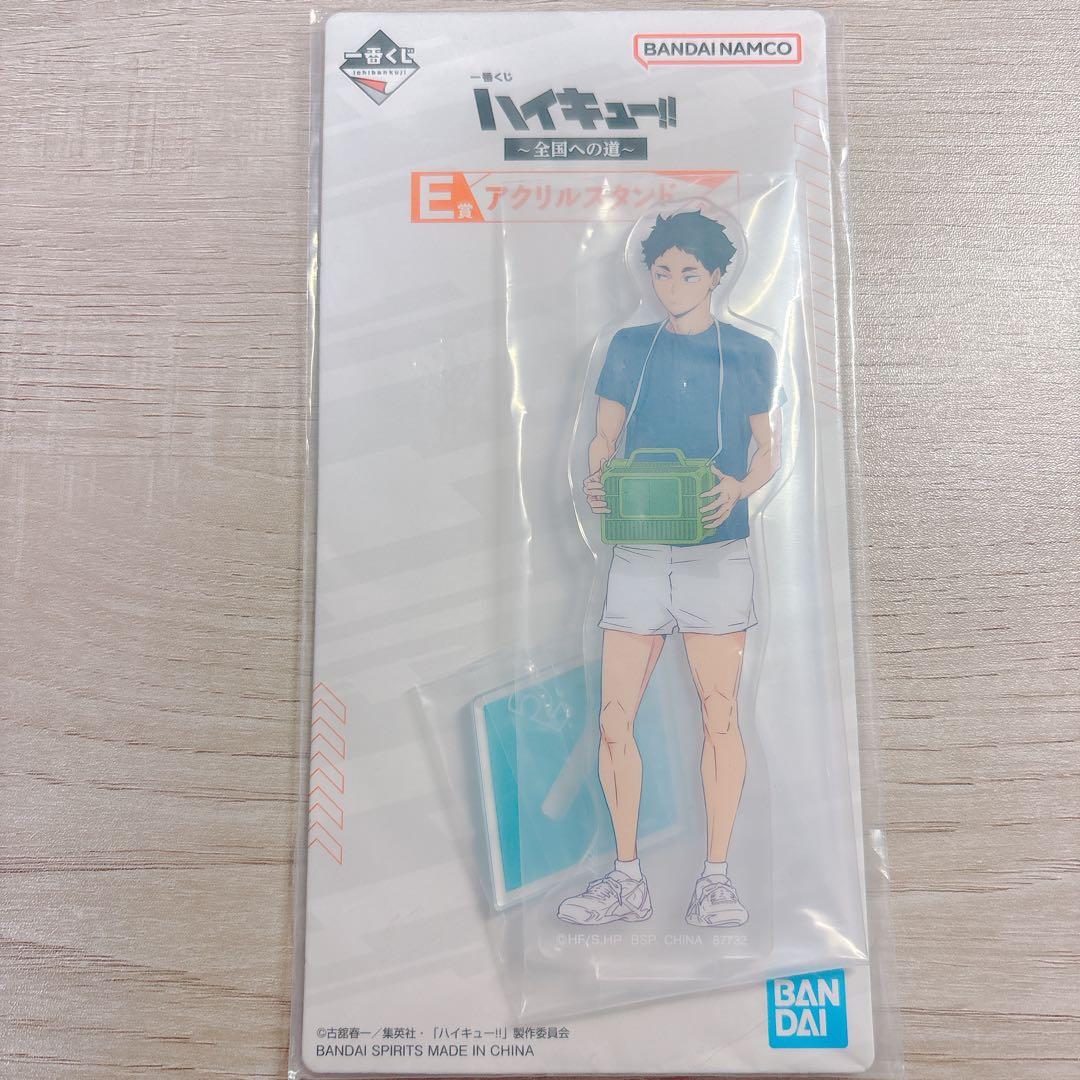 一番くじ
ichibankuji
BANDAI NAMCO
一番くじ
ハイキュー!!
～全国への道～
E賞 アクリルスタンド
©HF/S,HP BSP CHINA 87732
BAN
DAI
©古舘春一／集英社・「ハイキュー!!」製作委員会
BANDAI SPIRITS MADE IN CHINA